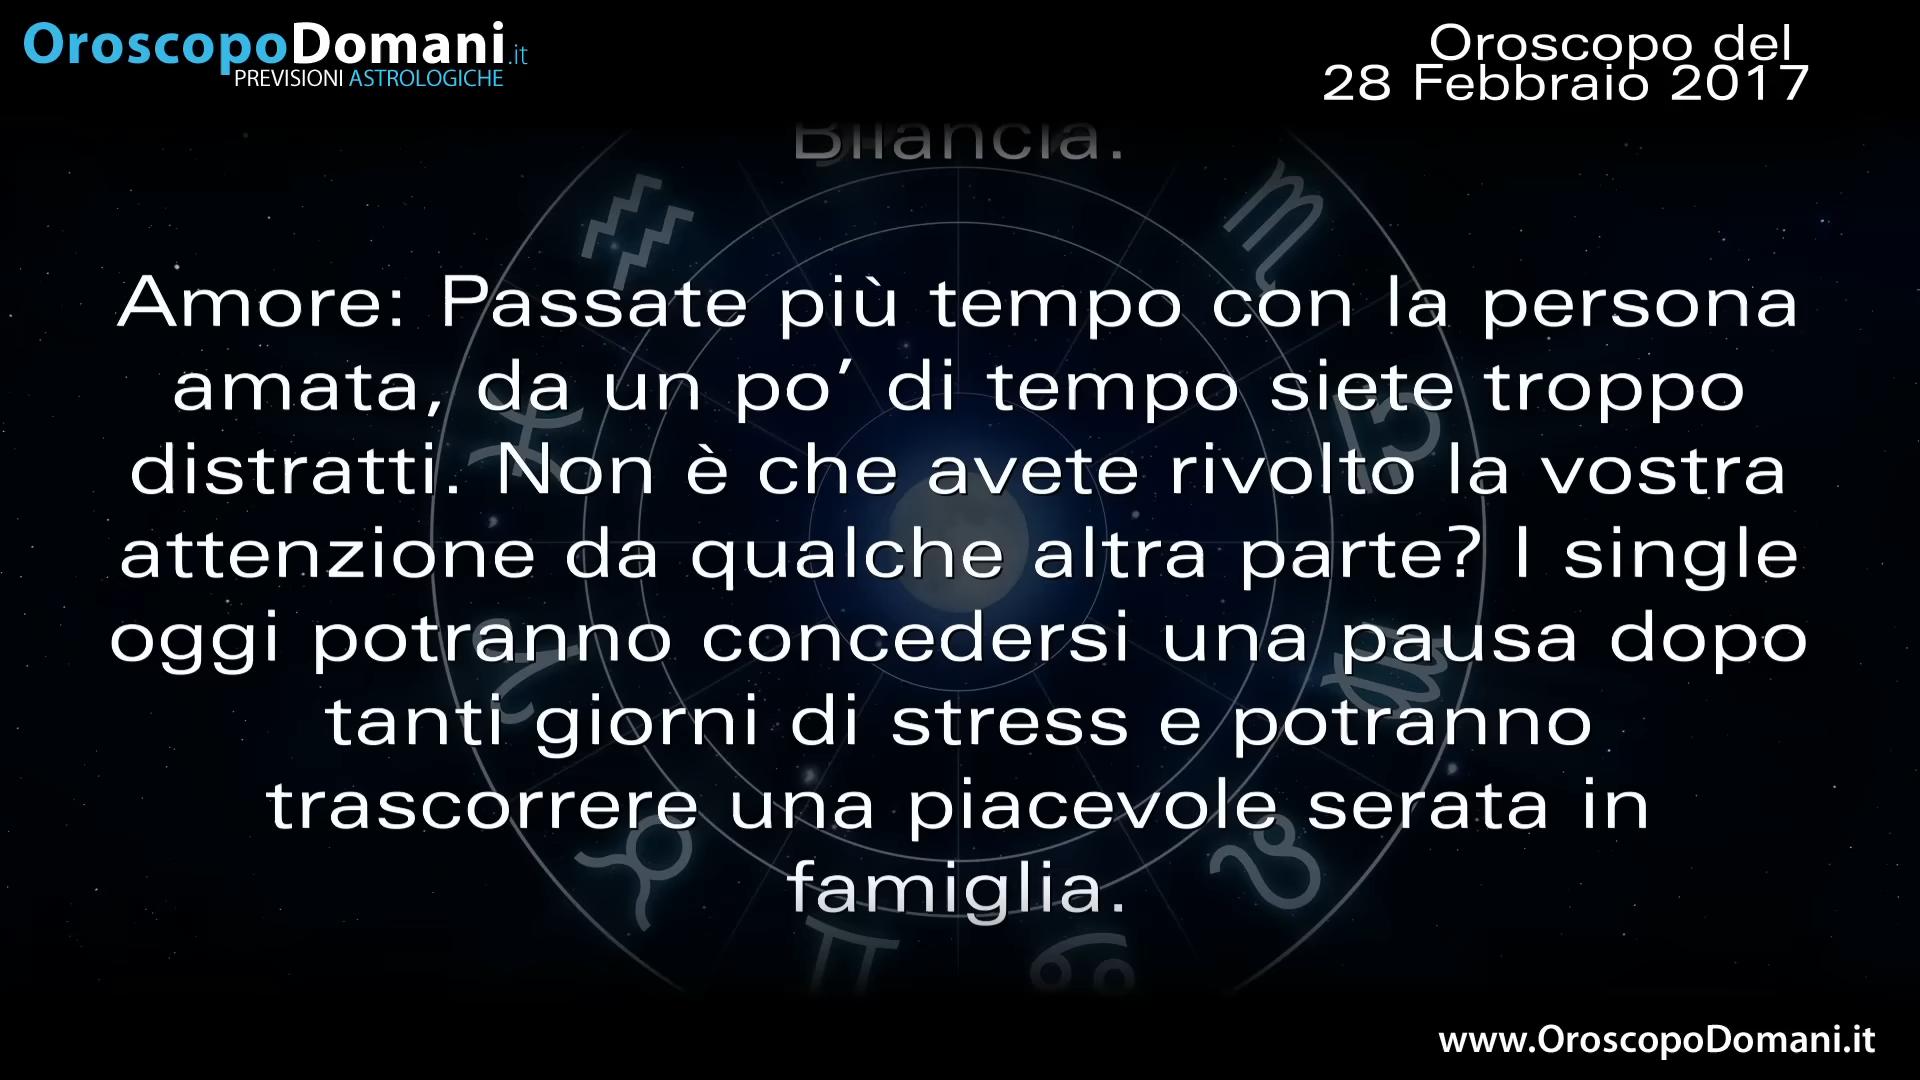 OroscopoDomani.it
PREVISIONI ASTROLOGICHE
Oroscopo del
28 Febbraio 2017
Bilancia.
Amore: Passate più tempo con la persona
amata, da un po’ di tempo siete troppo
distratti. Non è che avete rivolto la vostra
attenzione da qualche altra parte? I single
oggi potranno concedersi una pausa dopo
tanti giorni di stress e potranno
trascorrere una piacevole serata in
famiglia.
www.OroscopoDomani.it